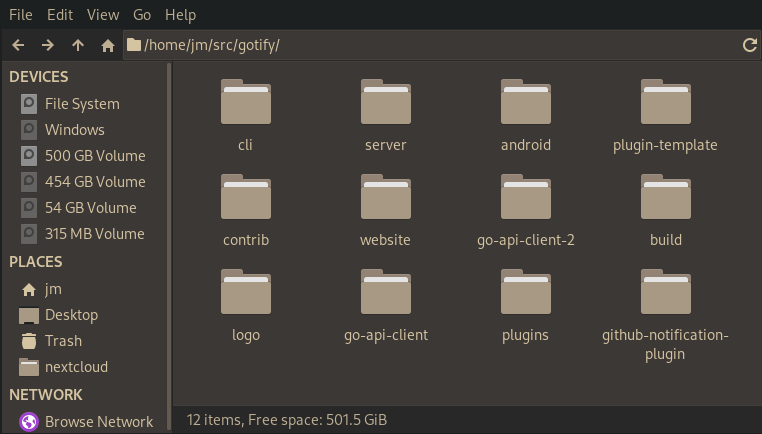 File Edit View Go Help
/home/jm/src/gotify/
DEVICES
File System
Windows
500 GB Volume
454 GB Volume
54 GB Volume
315 MB Volume
PLACES
jm
Desktop
Trash
nextcloud
NETWORK
Browse Network
cli server android plugin-template
contrib website go-api-client-2 build
logo go-api-client plugins github-notification-
plugin
12 items, Free space: 501.5 GiB